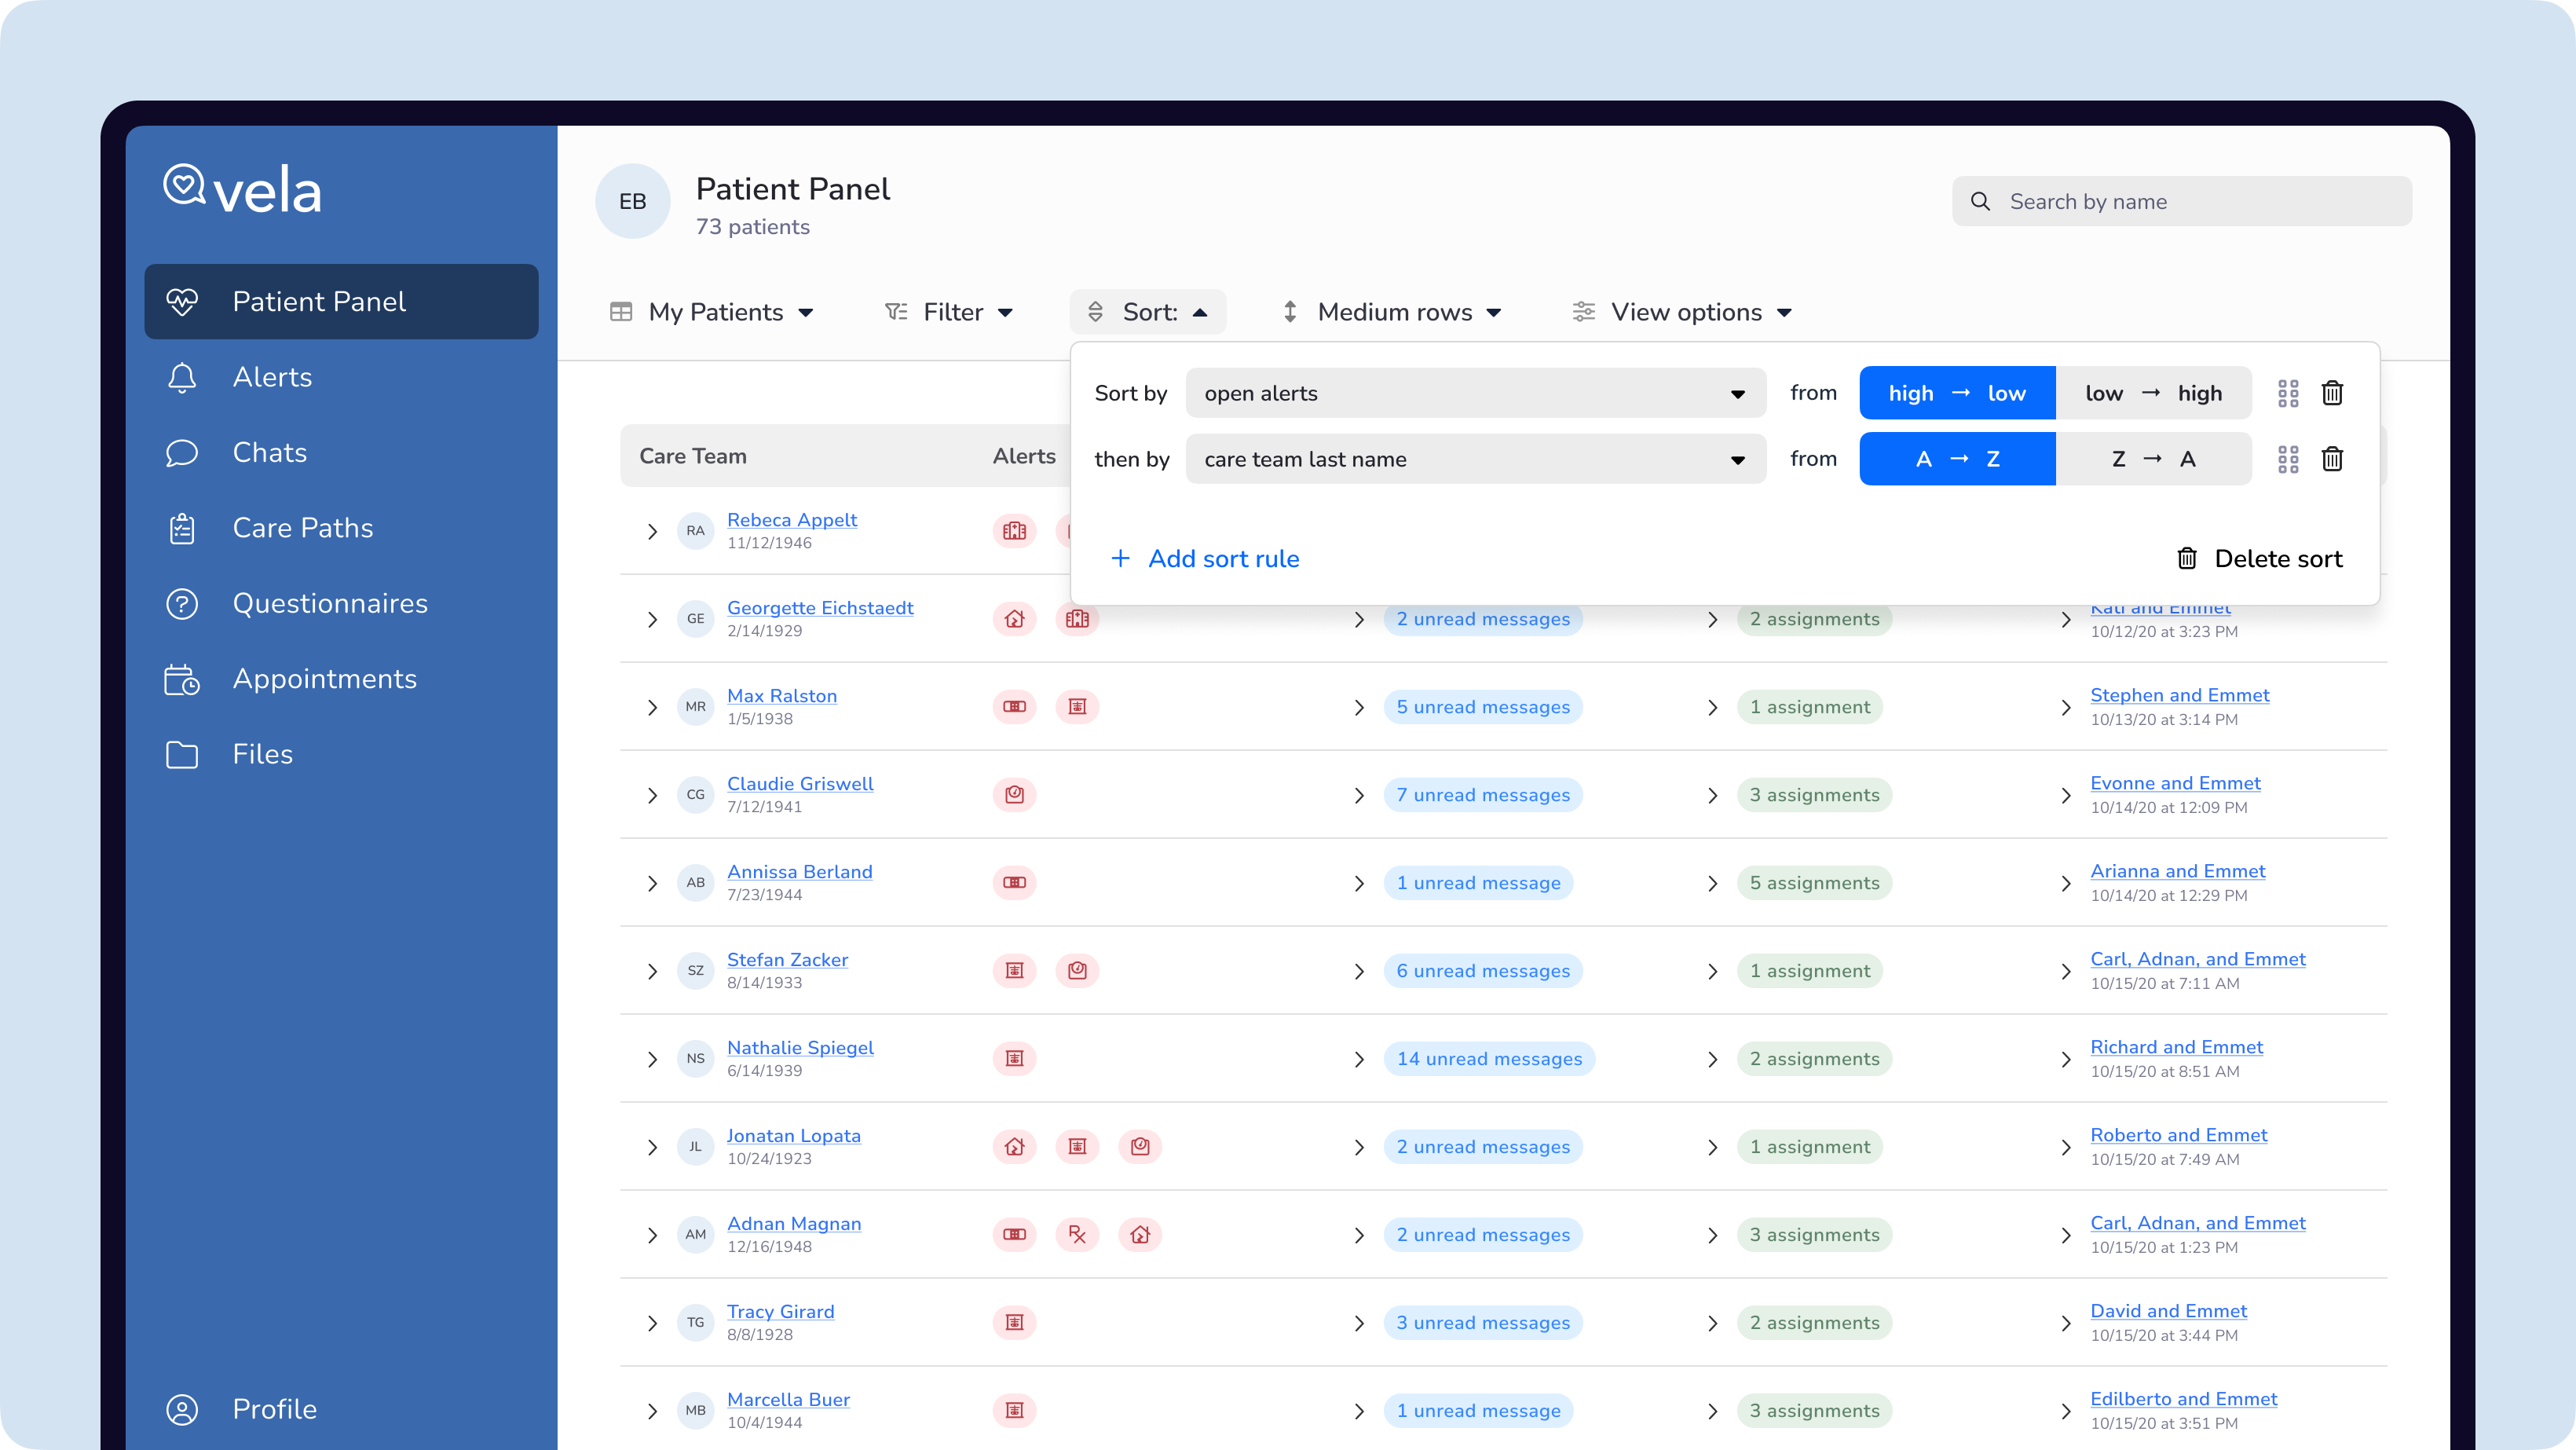 vela
Patient Panel
Alerts
Chats
Care Paths
Questionnaires
Appointments
Files
Profile
EB
Patient Panel
73 patients
Search by name
My Patients
Filter
Sort:
Medium rows
View options
Sort by open alerts from high → low low → high
then by care team last name from A → Z Z → A
+ Add sort rule
Delete sort
Care Team Alerts
RA Rebeca Appelt
11/12/1946
GE Georgette Eichstaedt 2 unread messages 2 assignments Kati and Emmet
2/14/1929 10/12/20 at 3:23 PM
MR Max Ralston 5 unread messages 1 assignment Stephen and Emmet
1/5/1938 10/13/20 at 3:14 PM
CG Claudie Griswell 7 unread messages 3 assignments Evonne and Emmet
7/12/1941 10/14/20 at 12:09 PM
AB Annissa Berland 1 unread message 5 assignments Arianna and Emmet
7/23/1944 10/14/20 at 12:29 PM
SZ Stefan Zacker 6 unread messages 1 assignment Carl, Adnan, and Emmet
8/14/1933 10/15/20 at 7:11 AM
NS Nathalie Spiegel 14 unread messages 2 assignments Richard and Emmet
6/14/1939 10/15/20 at 8:51 AM
JL Jonatan Lopata 2 unread messages 1 assignment Roberto and Emmet
10/24/1923 10/15/20 at 7:49 AM
AM Adnan Magnan Rx 2 unread messages 3 assignments Carl, Adnan, and Emmet
12/16/1948 10/15/20 at 1:23 PM
TG Tracy Girard 3 unread messages 2 assignments David and Emmet
8/8/1928 10/15/20 at 3:44 PM
MB Marcella Buer 1 unread message 3 assignments Edilberto and Emmet
10/4/1944 10/15/20 at 3:51 PM